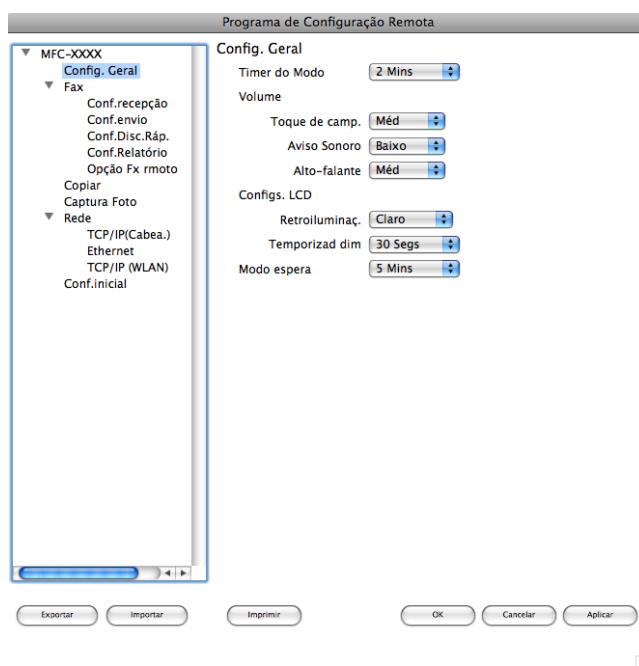 Programa de Configuração Remota
MFC-XXXX
Config. Geral
Fax
Conf.recepção
Conf.envio
Conf.Disc.Ráp.
Conf.Relatório
Opção Fx rmoto
Copiar
Captura Foto
Rede
TCP/IP(Cabea.)
Ethernet
TCP/IP (WLAN)
Conf.inicial
Config. Geral
Timer do Modo 2 Mins
Volume
Toque de camp. Méd
Aviso Sonoro Baixo
Alto-falante Méd
Configs. LCD
Retroiluminaç. Claro
Temporizad dim 30 Segs
Modo espera 5 Mins
Exportar Importar Imprimir OK Cancelar Aplicar